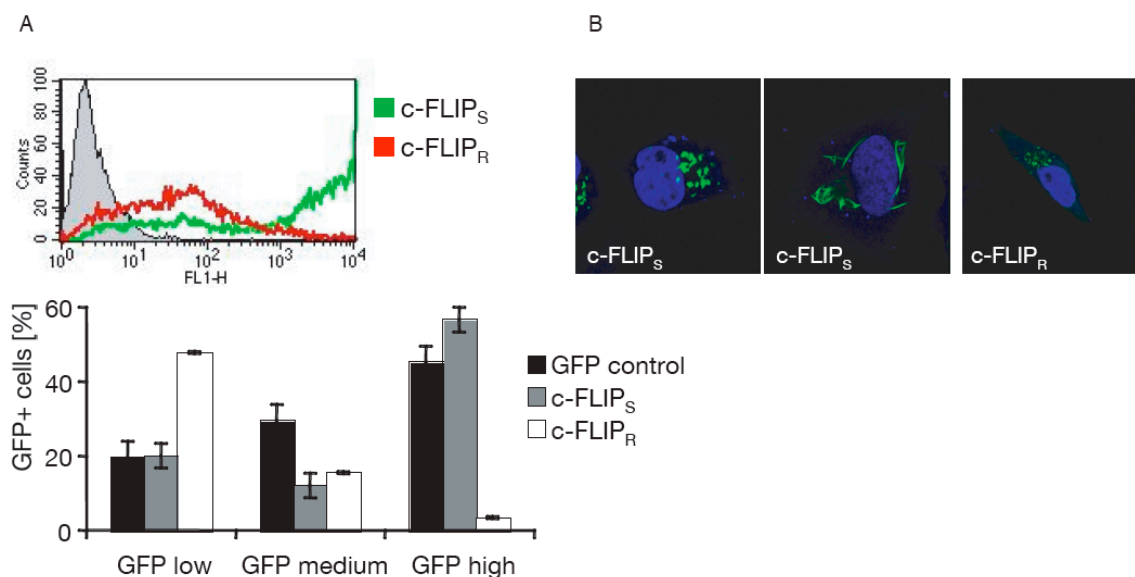 A
B
100
80
60
40
20
0
Counts
10⁰ 10¹ 10² 10³ 10⁴
FL1-H
c-FLIPS
c-FLIPR
c-FLIPS
c-FLIPS
c-FLIPR
60
40
20
0
GFP+ cells [%]
GFP low GFP medium GFP high
GFP control
c-FLIPS
c-FLIPR